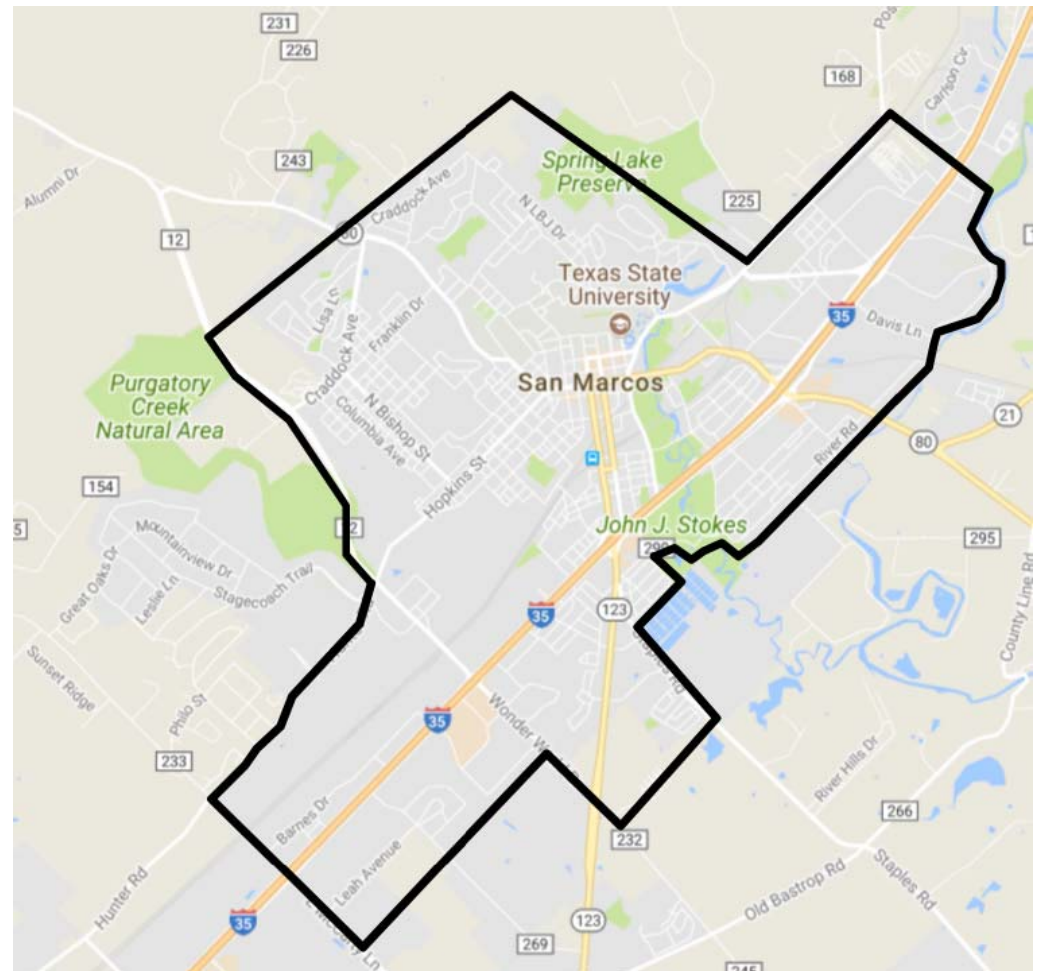 231
226
Pos
168
Carlson Cir
243
Alumni Dr
Craddock Ave
Spring Lake
Preserve
N LBJ Dr
225
12
Texas State
University
Lisa Ln
Franklin Dr
35
Davis Ln
Craddock Ave
San Marcos
Purgatory
Creek
Natural Area
N Bishop St
Columbia Ave
21
80
River Rd
Hopkins St
154
5
John J. Stokes
295
Mountainview Dr
Great Oaks Dr
Leslie Ln
Stagecoach Trail
35
123
County Line Rd
Sunset Ridge
Philo St
35
233
River Hills Dr
Barnes Dr
266
232
Leah Avenue
Staples Rd
Old Bastrop Rd
Hunter Rd
35
123
269
245